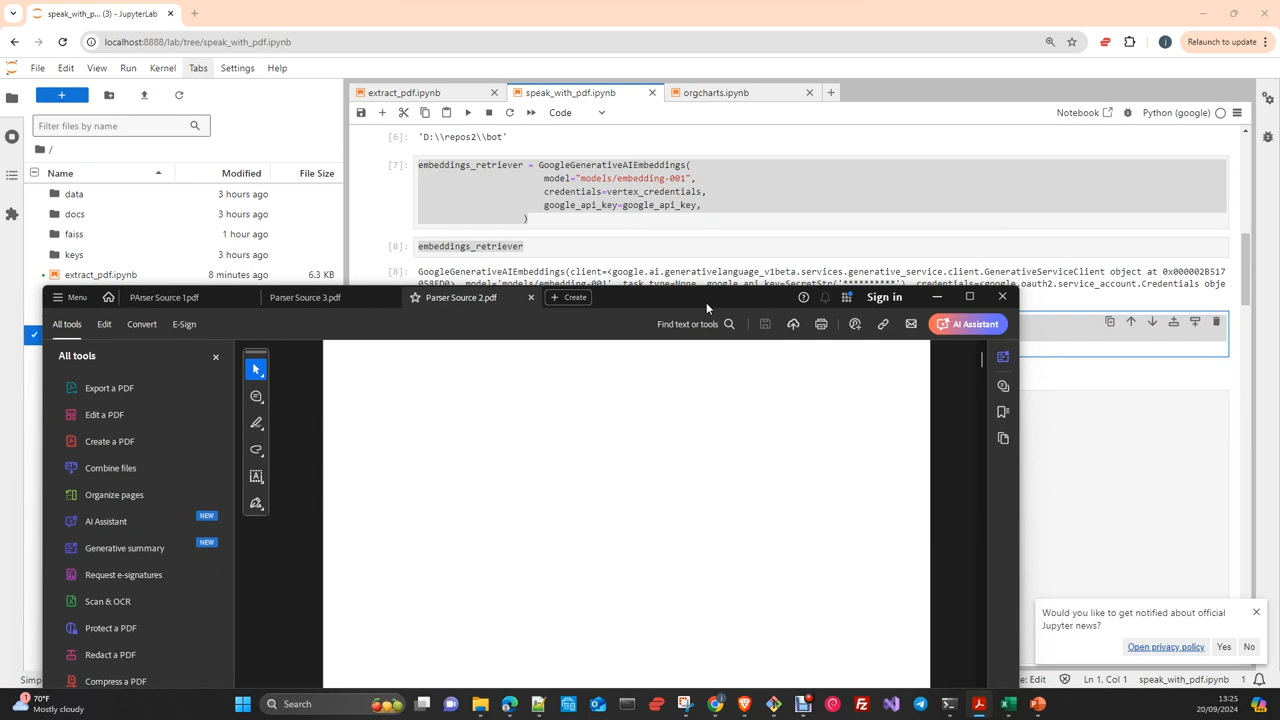 speak_with_p... (3) - JupyterLab
localhost:8888/lab/tree/speak_with_pdf.ipynb
Relaunch to update
File Edit View Run Kernel Tabs Settings Help
extract_pdf.ipynb
speak_with_pdf.ipynb
orgcharts.ipynb
Code
Notebook
Python (google)
Filter files by name
/
Name Modified File Size
data 3 hours ago
docs 3 hours ago
faiss 1 hour ago
keys 3 hours ago
extract_pdf.ipynb 8 minutes ago 6.3 KB
[6]: 'D:\\repos2\\bot'
[7]: embeddings_retriever = GoogleGenerativeAIEmbeddings(
model="models/embedding-001",
credentials=vertex_credentials,
google_api_key=google_api_key,
)
[8]: embeddings_retriever
[8]: GoogleGenerativeAIEmbeddings(client=<google.ai.generativelanguage_v1beta.services.generative_service.client.GenerativeServiceClient object at 0x000002B517
Menu
PArser Source 1.pdf
Parser Source 3.pdf
Parser Source 2.pdf
Create
Sign in
All tools Edit Convert E-Sign
Find text or tools
AI Assistant
All tools
Export a PDF
Edit a PDF
Create a PDF
Combine files
Organize pages
AI Assistant NEW
Generative summary NEW
Request e-signatures
Scan & OCR
Protect a PDF
Redact a PDF
Compress a PDF
Would you like to get notified about official
Jupyter news?
Open privacy policy Yes No
Simp
: Edit Ln 1, Col 1 speak_with_pdf.ipynb 1
70°F
Mostly cloudy
Search
13:25
20/09/2024